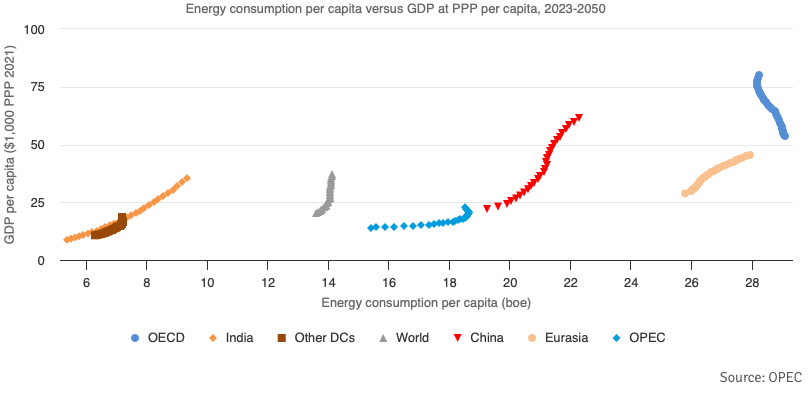 Energy consumption per capita versus GDP at PPP per capita, 2023-2050
GDP per capita ($1,000 PPP 2021)
100
75
50
25
0
6 8 10 12 14 16 18 20 22 24 26 28
Energy consumption per capita (boe)
OECD India Other DCs World China Eurasia OPEC
Source: OPEC